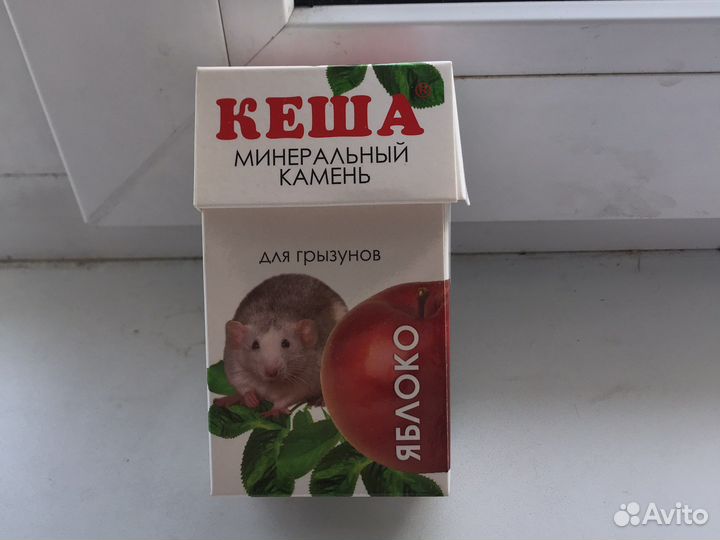 КЕША®
МИНЕРАЛЬНЫЙ
КАМЕНЬ
для грызунов
ЯБЛОКО
Avito